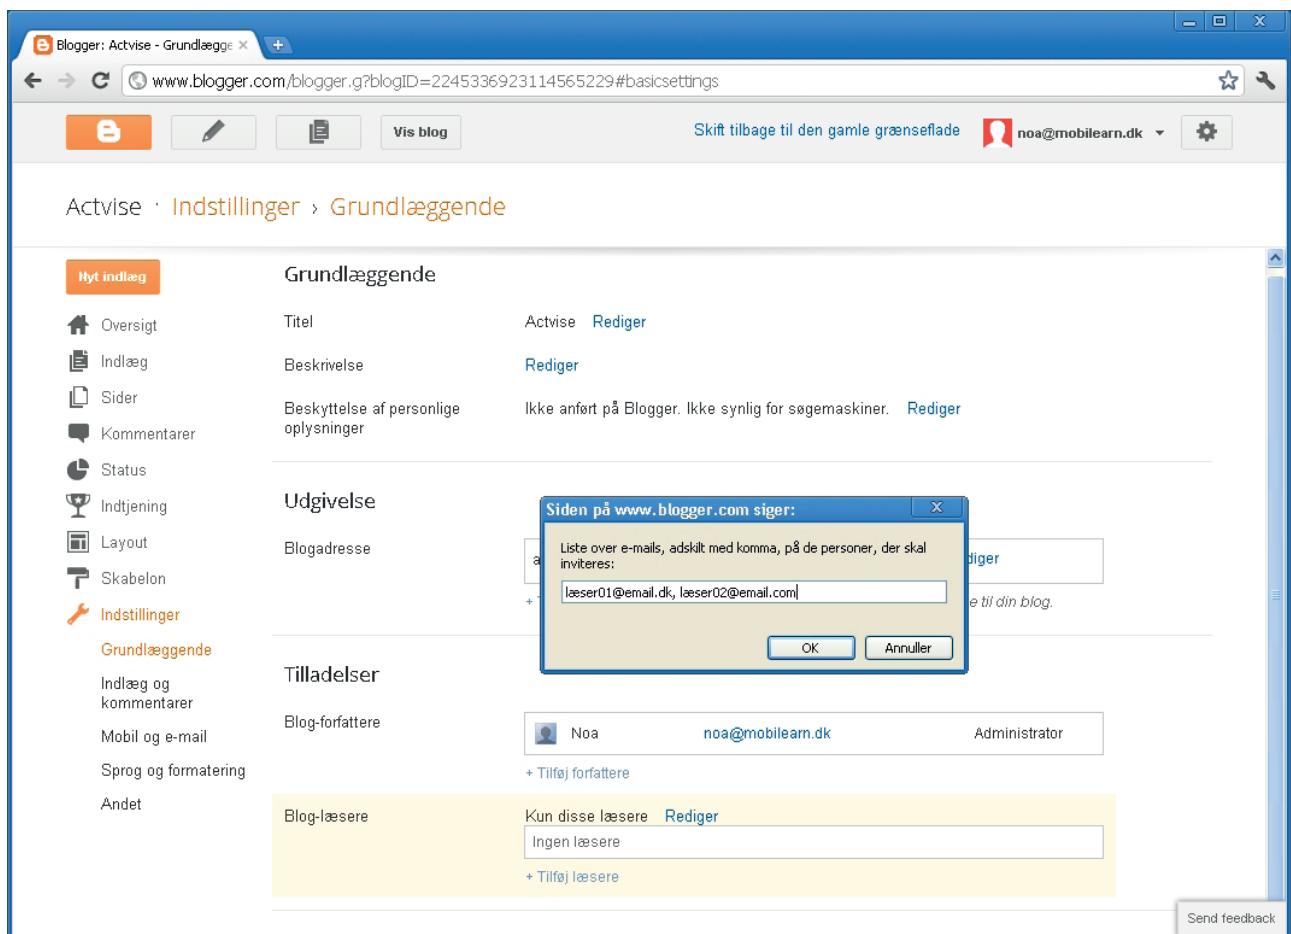 Blogger: Actvise - Grundlægge
www.blogger.com/blogger.g?blogID=2245336923114565229#basicsettings
Vis blog
Skift tilbage til den gamle grænseflade
noa@mobilearn.dk
Actvise · Indstillinger › Grundlæggende
Nyt indlæg
Oversigt
Indlæg
Sider
Kommentarer
Status
Indtjening
Layout
Skabelon
Indstillinger
Grundlæggende
Indlæg og
kommentarer
Mobil og e-mail
Sprog og formatering
Andet
Grundlæggende
Titel
Actvise Rediger
Beskrivelse
Rediger
Beskyttelse af personlige
oplysninger
Ikke anført på Blogger. Ikke synlig for søgemaskiner. Rediger
Udgivelse
Blogadresse
a
diger
+ T
e til din blog.
Siden på www.blogger.com siger:
Liste over e-mails, adskilt med komma, på de personer, der skal
inviteres:
læser01@email.dk, læser02@email.com
OK
Annuller
Tilladelser
Blog-forfattere
Noa noa@mobilearn.dk Administrator
+ Tilføj forfattere
Blog-læsere
Kun disse læsere Rediger
Ingen læsere
+ Tilføj læsere
Send feedback